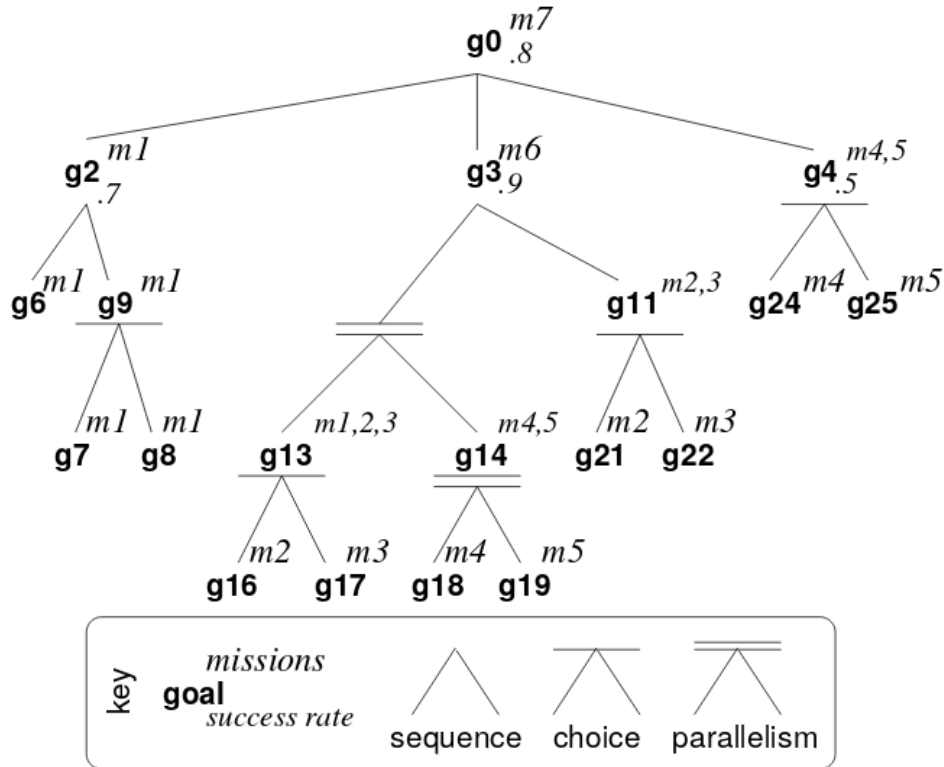 m7
g0
.8
m1
g2
.7
m6
g3
.9
m4,5
g4
.5
m1
g6
m1
g9
m2,3
g11
m4
g24
m5
g25
m1
g7
m1
g8
m1,2,3
g13
m4,5
g14
m2
g21
m3
g22
m2
g16
m3
g17
m4
g18
m5
g19
key
missions
goal
success rate
sequence
choice
parallelism